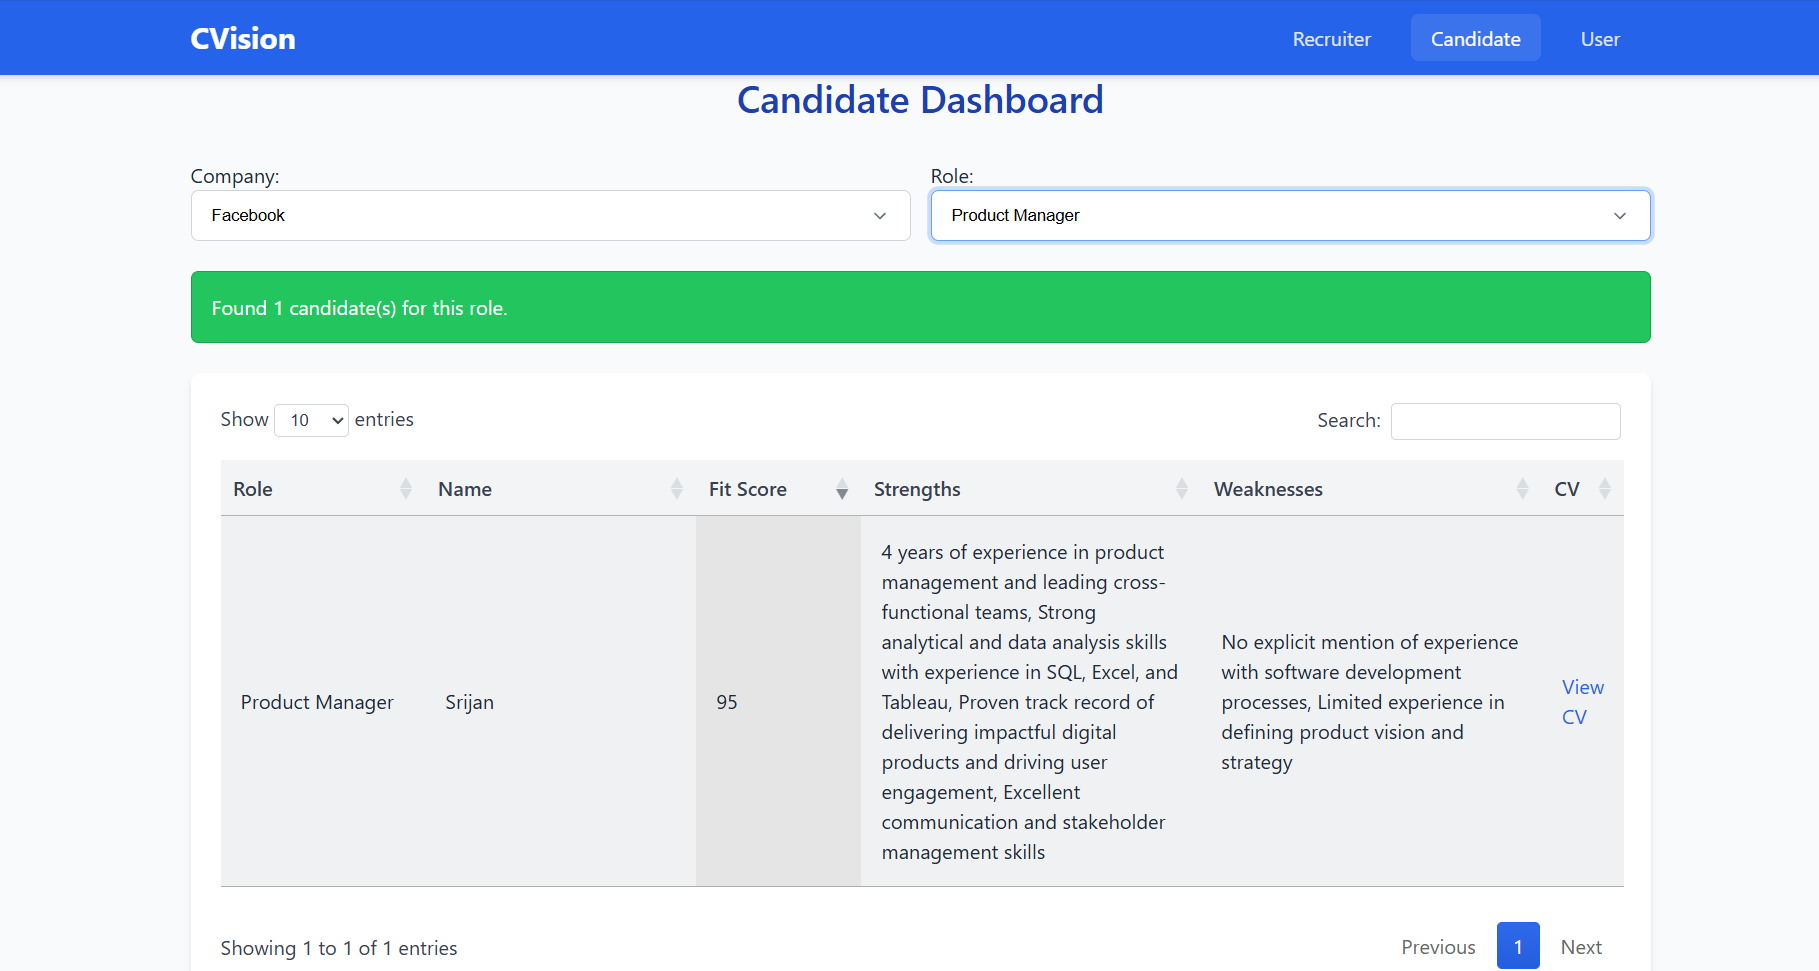 CVision
Recruiter
Candidate
User
Candidate Dashboard
Company:
Role:
Facebook
Product Manager
Found 1 candidate(s) for this role.
Show 10 entries
Search:
Role
Name
Fit Score
Strengths
Weaknesses
CV
Product Manager
Srijan
95
4 years of experience in product
management and leading cross-
functional teams, Strong
analytical and data analysis skills
with experience in SQL, Excel, and
Tableau, Proven track record of
delivering impactful digital
products and driving user
engagement, Excellent
communication and stakeholder
management skills
No explicit mention of experience
with software development
processes, Limited experience in
defining product vision and
strategy
View
CV
Showing 1 to 1 of 1 entries
Previous
1
Next